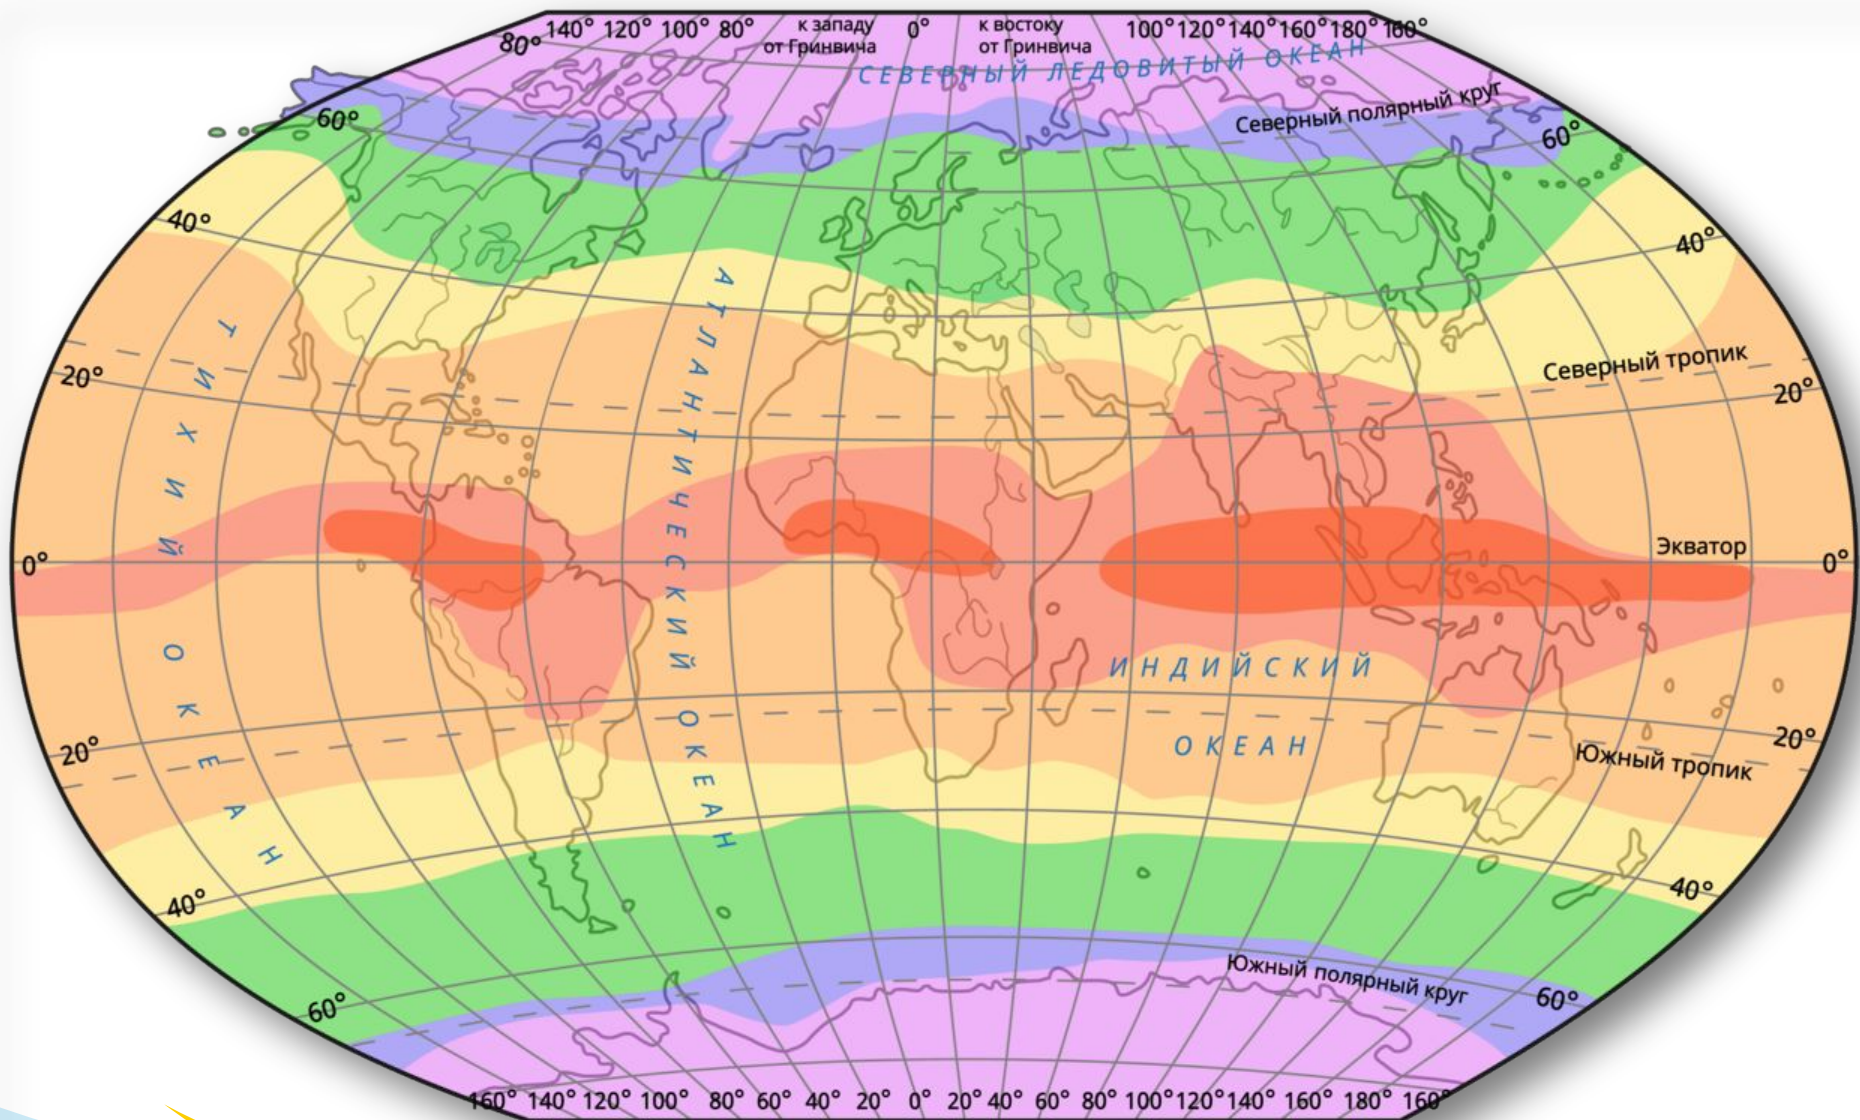 140° 120° 100° 80° к западу 0° к востоку 100° 120° 140° 160° 180° 160°
от Гринвича от Гринвича
80°
СЕВЕРНЫЙ ЛЕДОВИТЫЙ ОКЕАН
Северный полярный круг
60° 60°
40° 40°
Северный тропик
20° 20°
ТИХИЙ ОКЕАН
АТЛАНТИЧЕСКИЙ ОКЕАН
Экватор
0° 0°
ИНДИЙСКИЙ
ОКЕАН
20° 20°
Южный тропик
40° 40°
Южный полярный круг
60° 60°
160° 140° 120° 100° 80° 60° 40° 20° 0° 20° 40° 60° 80° 100° 120° 140° 160° 180° 160°